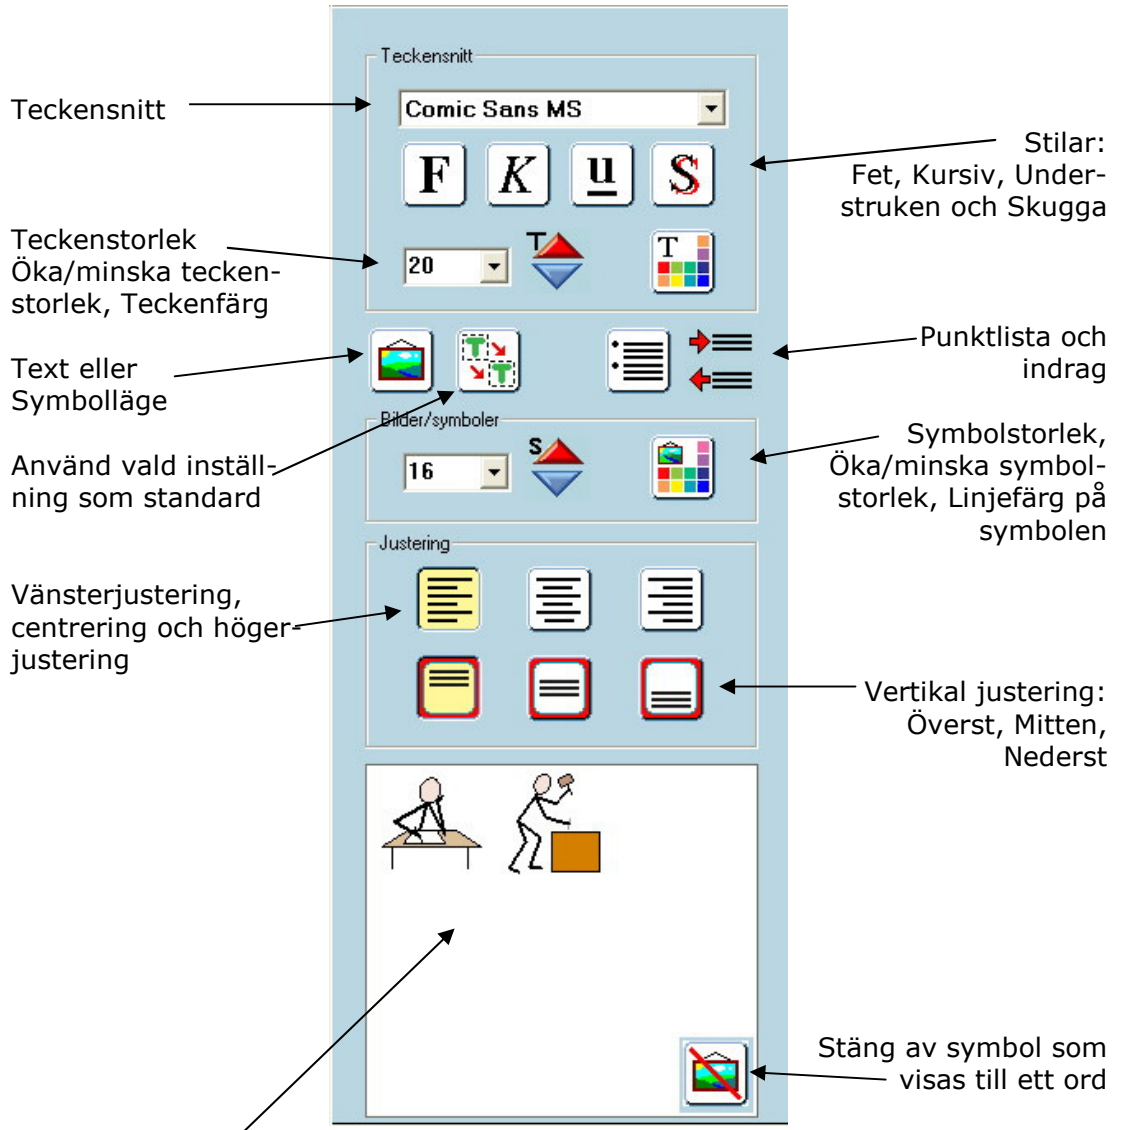 Teckensnitt
Teckensnitt
Comic Sans MS
F K u S
Stilar:
Fet, Kursiv, Under-
struken och Skugga
Teckenstorlek
Öka/minska tecken-
storlek, Teckenfärg
20
T
T
Text eller
Symbolläge
T
T
Punktlista och
indrag
Använd vald inställ-
ning som standard
Bilder/symboler
16
S
Symbolstorlek,
Öka/minska symbol-
storlek, Linjefärg på
symbolen
Justering
Vänsterjustering,
centrering och höger-
justering
Vertikal justering:
Överst, Mitten,
Nederst
Stäng av symbol som
visas till ett ord